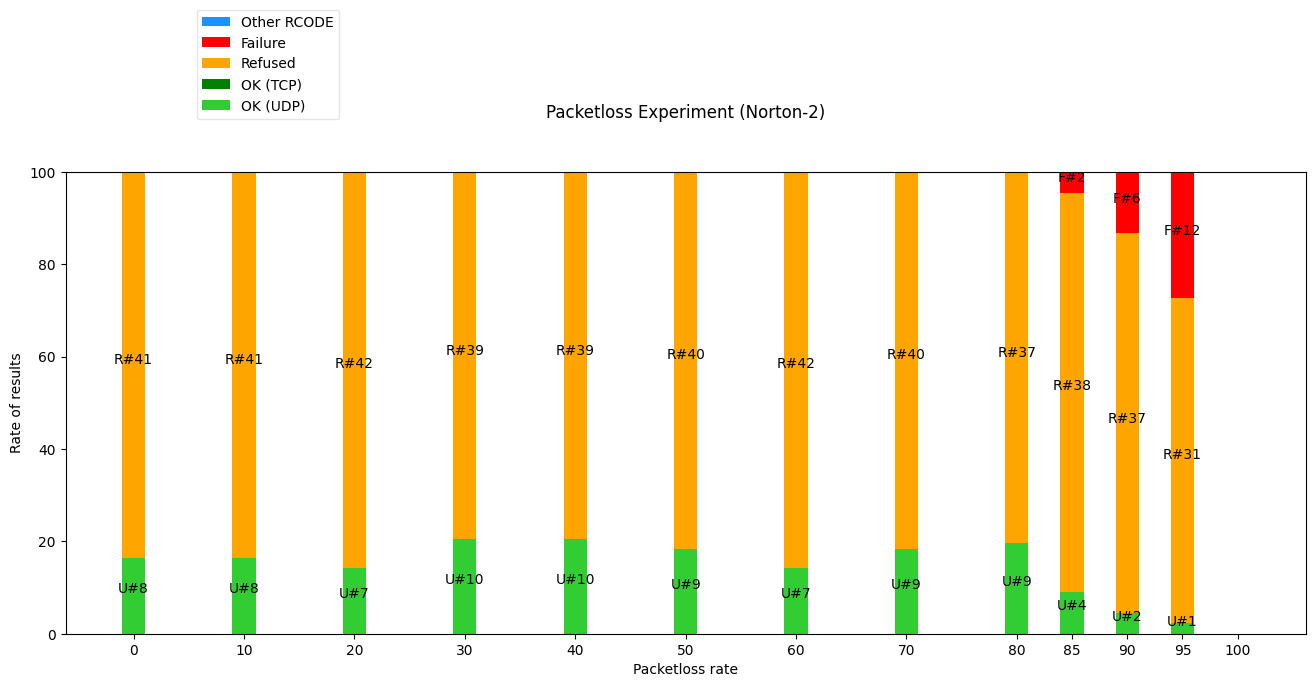 Other RCODE
Failure
Refused
OK (TCP)
OK (UDP)
Packetloss Experiment (Norton-2)
100
80
60
40
20
0
Rate of results
F#2
F#6
F#12
R#41
R#41
R#42
R#39
R#39
R#40
R#42
R#40
R#37
R#38
R#37
R#31
U#8
U#8
U#7
U#10
U#10
U#9
U#7
U#9
U#9
U#4
U#2
U#1
0 10 20 30 40 50 60 70 80 85 90 95 100
Packetloss rate